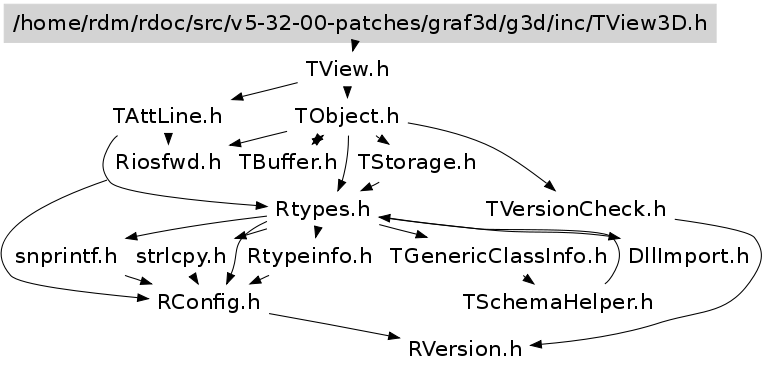 /home/rdm/rdoc/src/v5-32-00-patches/graf3d/g3d/inc/TView3D.h
TView.h
TAttLine.h TObject.h
Riosfwd.h TBuffer.h TStorage.h
Rtypes.h TVersionCheck.h
snprintf.h strlcpy.h Rtypeinfo.h TGenericClassInfo.h DllImport.h
RConfig.h TSchemaHelper.h
RVersion.h